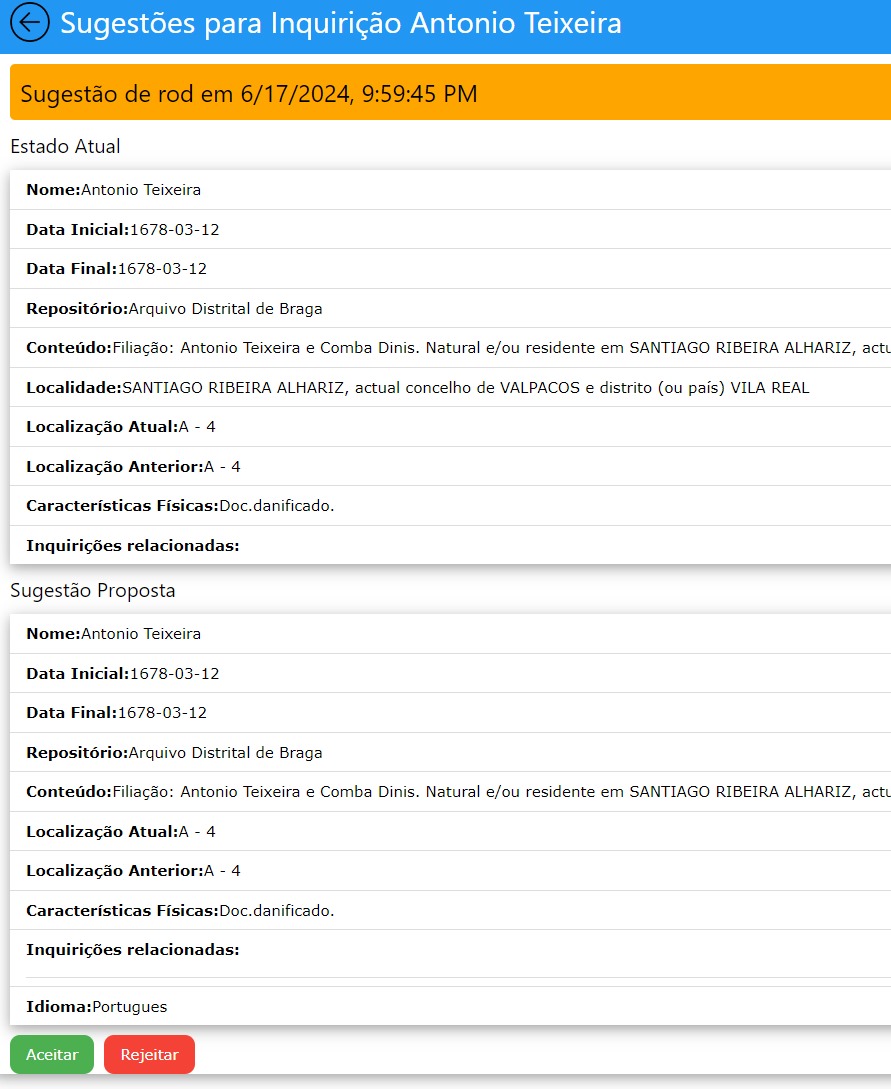 Sugestões para Inquirição Antonio Teixeira
Sugestão de rod em 6/17/2024, 9:59:45 PM
Estado Atual
Nome:Antonio Teixeira
Data Inicial:1678-03-12
Data Final:1678-03-12
Repositório:Arquivo Distrital de Braga
Conteúdo:Filiação: Antonio Teixeira e Comba Dinis. Natural e/ou residente em SANTIAGO RIBEIRA ALHARIZ, actu
Localidade:SANTIAGO RIBEIRA ALHARIZ, actual concelho de VALPACOS e distrito (ou país) VILA REAL
Localização Atual:A - 4
Localização Anterior:A - 4
Características Físicas:Doc.danificado.
Inquirições relacionadas:
Sugestão Proposta
Nome:Antonio Teixeira
Data Inicial:1678-03-12
Data Final:1678-03-12
Repositório:Arquivo Distrital de Braga
Conteúdo:Filiação: Antonio Teixeira e Comba Dinis. Natural e/ou residente em SANTIAGO RIBEIRA ALHARIZ, actu
Localização Atual:A - 4
Localização Anterior:A - 4
Características Físicas:Doc.danificado.
Inquirições relacionadas:
Idioma:Portugues
Aceitar Rejeitar